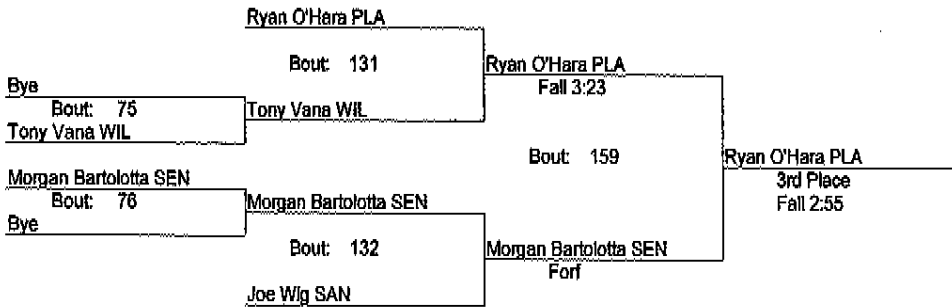 Ryan O'Hara PLA
Bout: 131
Ryan O'Hara PLA
Fall 3:23
Bye
Bout: 75
Tony Vana WIL
Tony Vana WIL
Bout: 159
Ryan O'Hara PLA
3rd Place
Fall 2:55
Morgan Bartolotta SEN
Bout: 76
Morgan Bartolotta SEN
Bye
Bout: 132
Morgan Bartolotta SEN
Forf
Joe Wig SAN